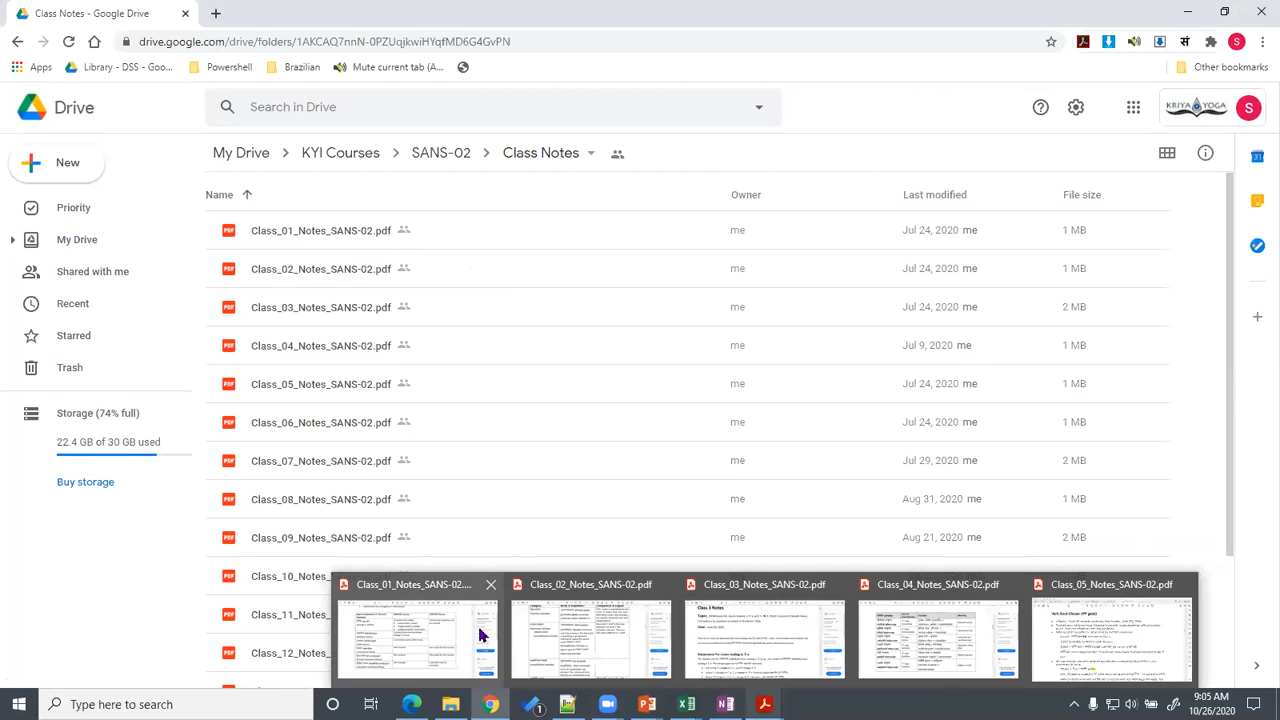 Class Notes - Google Drive
drive.google.com/drive/folders/1AKCAQ7nnN-0PZUqjkwiHYqfMD6G4GvPN
सं
S
Apps
Library - DSS - Goo...
Powershell
Brazilian
Mute current tab (A...
Other bookmarks
Drive
Search in Drive
KRIYA YOGA
S
New
My Drive
KYI Courses
SANS-02
Class Notes
Name
Owner
Last modified
File size
Priority
My Drive
Shared with me
Recent
Starred
Trash
Storage (74% full)
22.4 GB of 30 GB used
Buy storage
Class_01_Notes_SANS-02.pdf me Jul 24, 2020 me 1 MB
Class_02_Notes_SANS-02.pdf me Jul 24, 2020 me 1 MB
Class_03_Notes_SANS-02.pdf me Jul 24, 2020 me 2 MB
Class_04_Notes_SANS-02.pdf me Jul 9, 2020 me 1 MB
Class_05_Notes_SANS-02.pdf me Jul 24, 2020 me 1 MB
Class_06_Notes_SANS-02.pdf me Jul 24, 2020 me 1 MB
Class_07_Notes_SANS-02.pdf me Jul 29, 2020 me 2 MB
Class_08_Notes_SANS-02.pdf me Aug 31, 2020 me 1 MB
Class_09_Notes_SANS-02.pdf me Aug 21, 2020 me 2 MB
Class_10_
Class_11_
Class_12_
Class_01_Notes_SANS-02....
Class_02_Notes_SANS-02.pdf
Class_03_Notes_SANS-02.pdf
Class_04_Notes_SANS-02.pdf
Class_05_Notes_SANS-02.pdf
Class 3 Notes
Type here to search
1
9:05 AM
10/26/2020